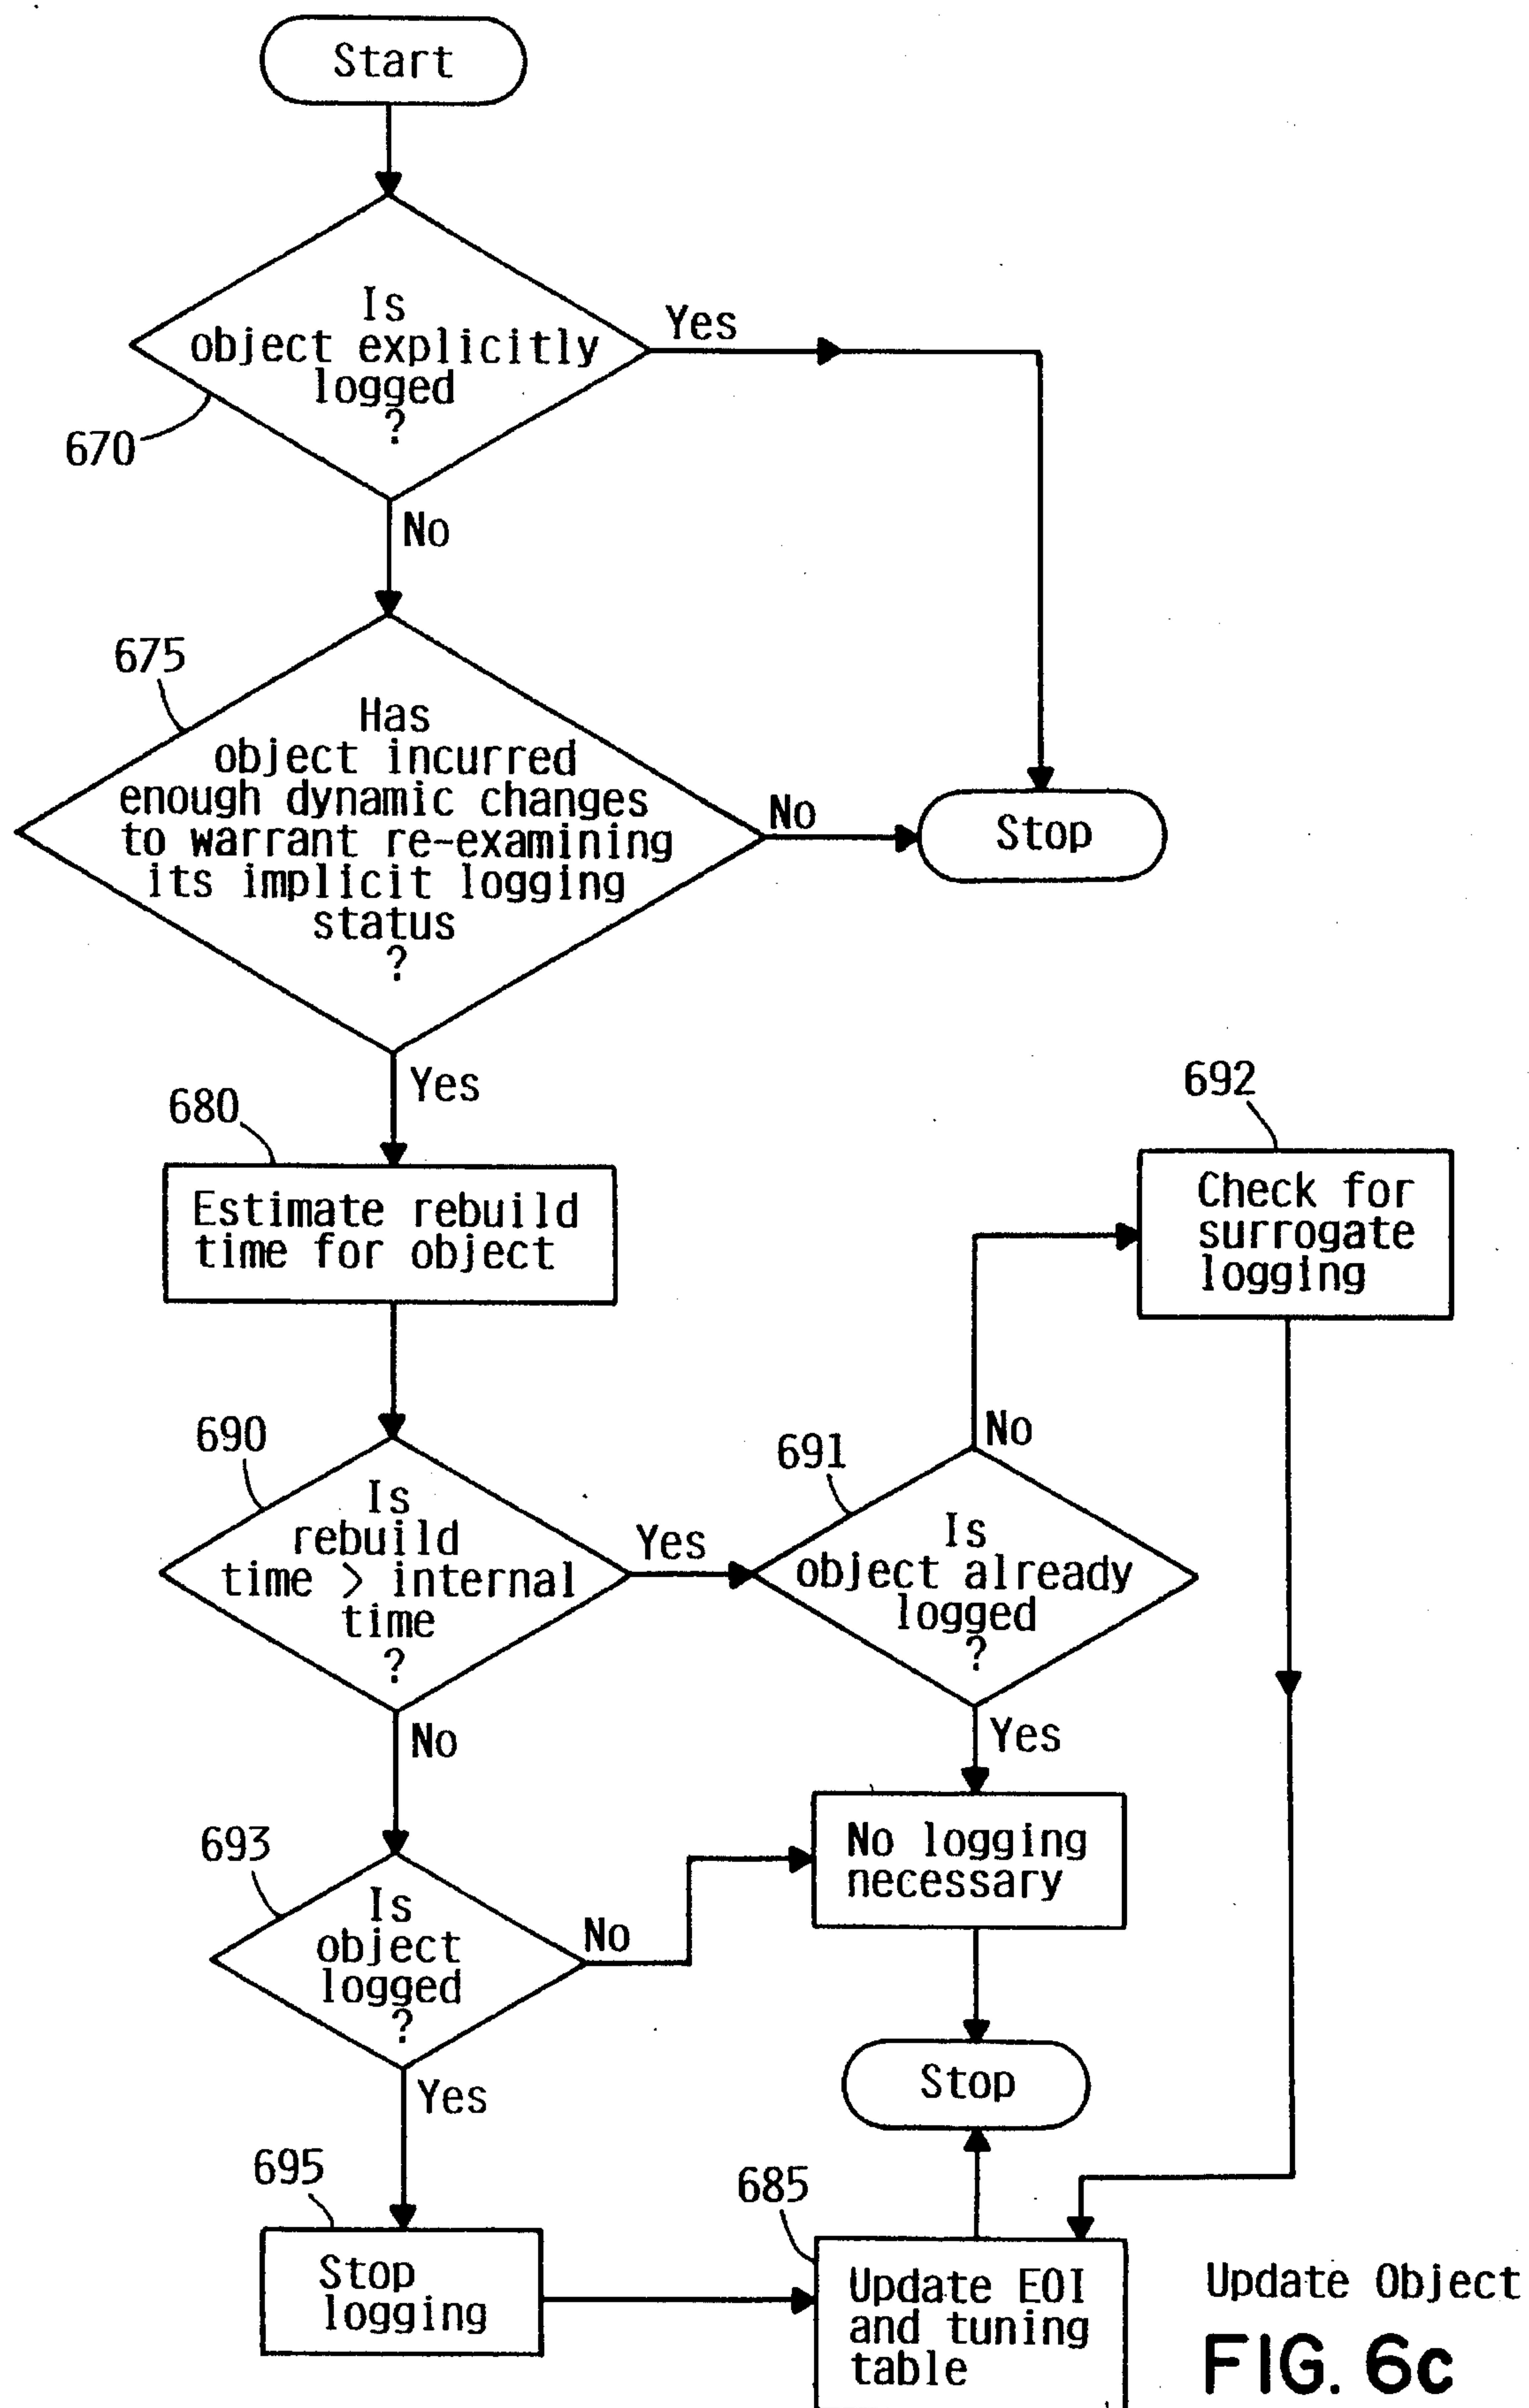 Start
Is
object explicitly
logged
?
Yes
670
No
675
Has
object incurred
enough dynamic changes
to warrant re-examining
its implicit logging
status
?
No
Stop
Yes
680
Estimate rebuild
time for object
692
Check for
surrogate
logging
690
Is
rebuild
time > internal
time
?
Yes
691
No
Is
object already
logged
?
Yes
No
693
Is
object
logged
?
No
No logging
necessary
Yes
Stop
695
Stop
logging
685
Update EOI
and tuning
table
Update Object
FIG. 6c